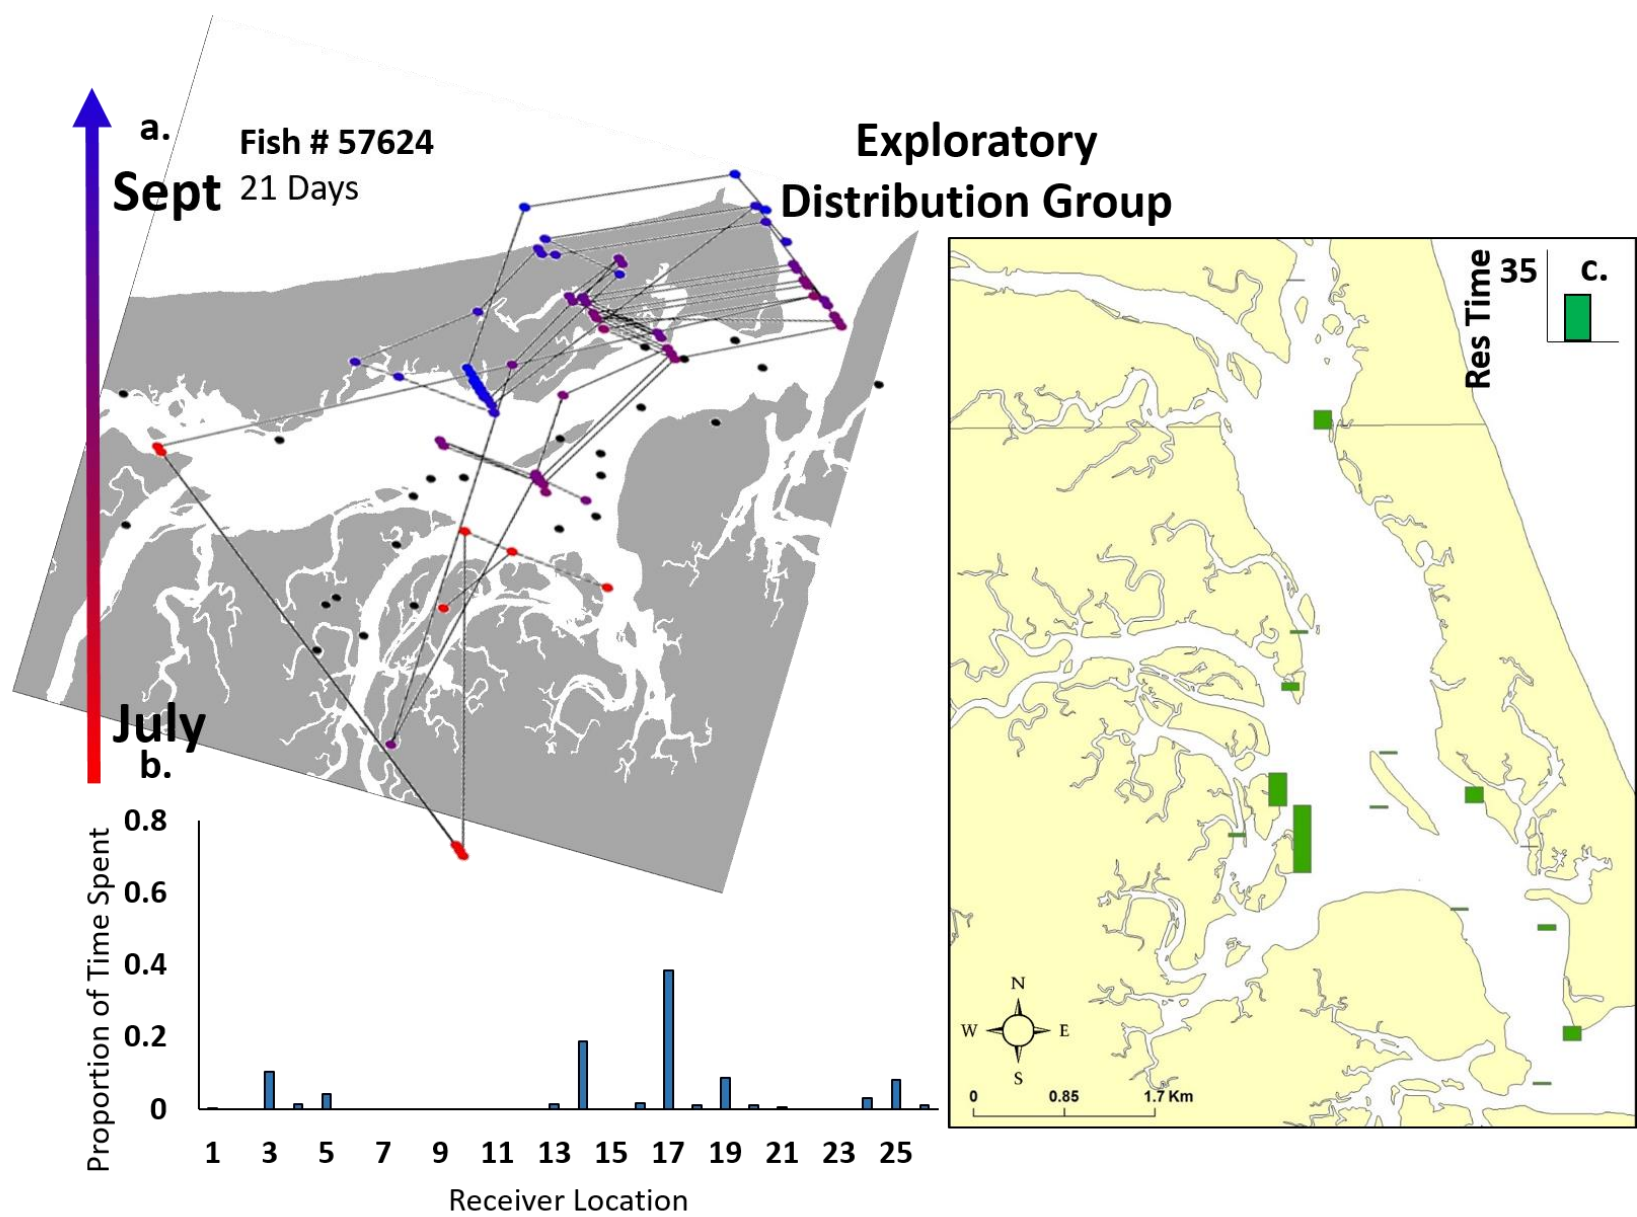 a.
Fish # 57624
Sept 21 Days
Exploratory
Distribution Group
July
b.
Proportion of Time Spent
0.8
0.6
0.4
0.2
0
1 3 5 7 9 11 13 15 17 19 21 23 25
Receiver Location
Res Time
35
c.
N
W E
S
0 0.85 1.7 Km